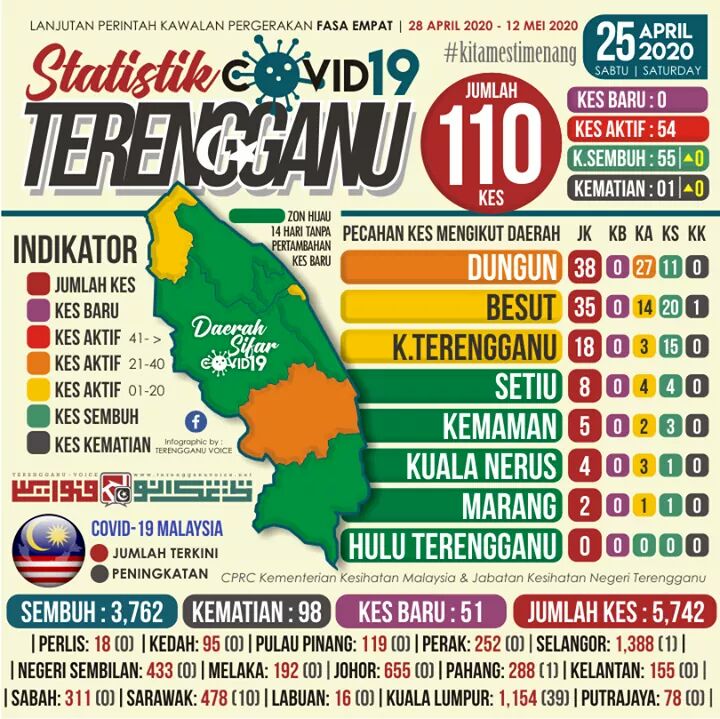 LANJUTAN PERINTAH KAWALAN PERGERAKAN FASA EMPAT | 28 APRIL 2020 - 12 MEI 2020
#kitamestimenang
25 APRIL 2020
SABTU | SATURDAY
Statistik COVID19
TERENGGANU
JUMLAH
110
KES
KES BARU : 0
KES AKTIF : 54
K.SEMBUH : 55 | ▲0
KEMATIAN : 01 | ▲0
ZON HIJAU
14 HARI TANPA
PERTAMBAHAN
KES BARU
INDIKATOR
JUMLAH KES
KES BARU
KES AKTIF 41- >
KES AKTIF 21-40
KES AKTIF 01-20
KES SEMBUH
KES KEMATIAN
Daerah
Sifar
COVID19
f
Infographic by :
TERENGGANU VOICE
PECAHAN KES MENGIKUT DAERAH JK KB KA KS KK
DUNGUN 38 0 27 11 0
BESUT 35 0 14 20 1
K.TERENGGANU 18 0 3 15 0
SETIU 8 0 4 4 0
KEMAMAN 5 0 2 3 0
KUALA NERUS 4 0 3 1 0
MARANG 2 0 1 1 0
HULU TERENGGANU 0 0 0 0 0
TERENGGANU - VOICE www.terengganuvoice.net
COVID-19 MALAYSIA
JUMLAH TERKINI
PENINGKATAN
CPRC Kementerian Kesihatan Malaysia & Jabatan Kesihatan Negeri Terengganu
SEMBUH : 3,762 KEMATIAN : 98 KES BARU : 51 JUMLAH KES : 5,742
| PERLIS: 18 (0) | KEDAH: 95 (0) | PULAU PINANG: 119 (0) | PERAK: 252 (0) | SELANGOR: 1,388 (1) |
| NEGERI SEMBILAN: 433 (0) | MELAKA: 192 (0) | JOHOR: 655 (0) | PAHANG: 288 (1) | KELANTAN: 155 (0) |
| SABAH: 311 (0) | SARAWAK: 478 (10) | LABUAN: 16 (0) | KUALA LUMPUR: 1,154 (39) | PUTRAJAYA: 78 (0) |